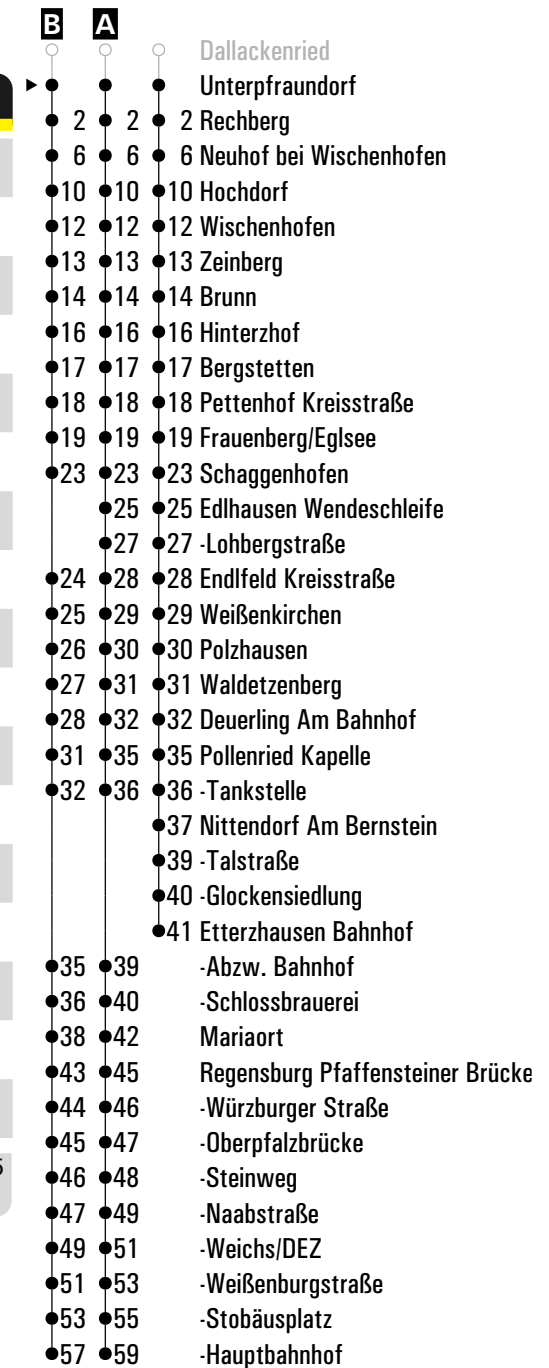 B A
Dallackenried
Unterpfraundorf
2 2 2 Rechberg
6 6 6 Neuhof bei Wischenhofen
10 10 10 Hochdorf
12 12 12 Wischenhofen
13 13 13 Zeinberg
14 14 14 Brunn
16 16 16 Hinterzhof
17 17 17 Bergstetten
18 18 18 Pettenhof Kreisstraße
19 19 19 Frauenberg/Eglsee
23 23 23 Schaggenhofen
25 25 Edlhausen Wendeschleife
27 27 -Lohbergstraße
24 28 28 Endlfeld Kreisstraße
25 29 29 Weißenkirchen
26 30 30 Polzhausen
27 31 31 Waldetzenberg
28 32 32 Deuerling Am Bahnhof
31 35 35 Pollenried Kapelle
32 36 36 -Tankstelle
37 Nittendorf Am Bernstein
39 -Talstraße
40 -Glockensiedlung
41 Etterzhausen Bahnhof
35 39 -Abzw. Bahnhof
36 40 -Schlossbrauerei
38 42 Mariaort
43 45 Regensburg Pfaffensteiner Brücke
44 46 -Würzburger Straße
45 47 -Oberpfalzbrücke
46 48 -Steinweg
47 49 -Naabstraße
49 51 -Weichs/DEZ
51 53 -Weißenburgstraße
53 55 -Stobäusplatz
57 59 -Hauptbahnhof